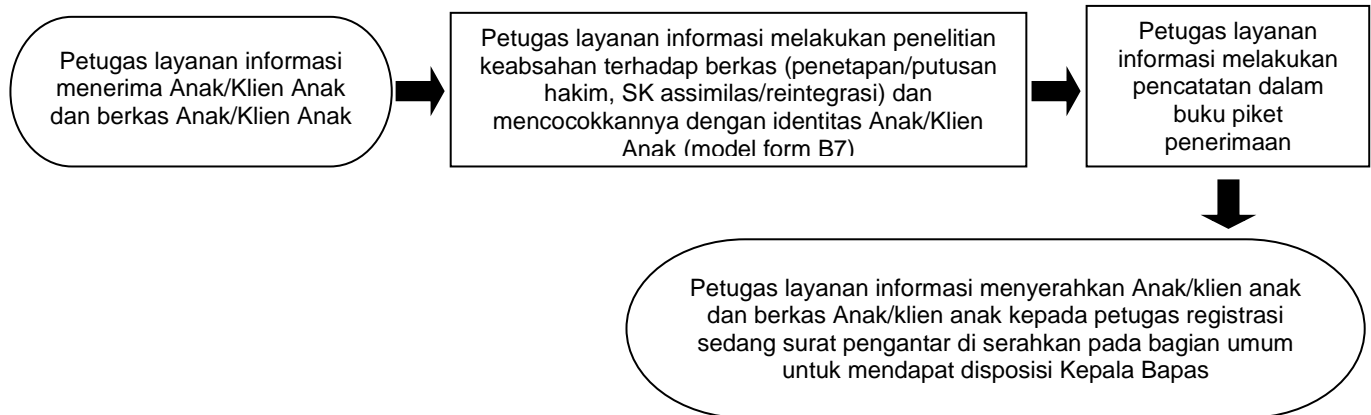 Petugas layanan informasi
menerima Anak/Klien Anak
dan berkas Anak/Klien Anak
Petugas layanan informasi melakukan penelitian
keabsahan terhadap berkas (penetapan/putusan
hakim, SK assimilas/reintegrasi) dan
mencocokkannya dengan identitas Anak/Klien
Anak (model form B7)
Petugas layanan
informasi melakukan
pencatatan dalam
buku piket
penerimaan
Petugas layanan informasi menyerahkan Anak/klien anak
dan berkas Anak/klien anak kepada petugas registrasi
sedang surat pengantar di serahkan pada bagian umum
untuk mendapat disposisi Kepala Bapas